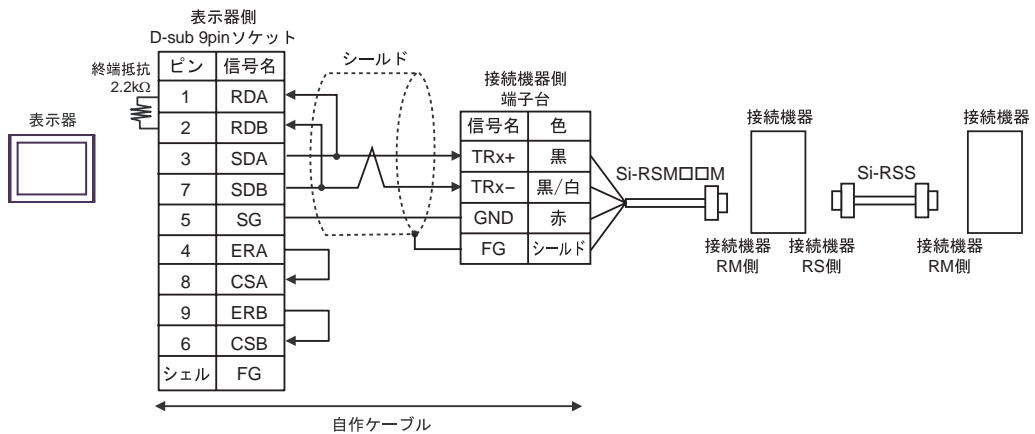 表示器側
D-sub 9pinソケット
終端抵抗
2.2kΩ
ピン 信号名
1 RDA
2 RDB
3 SDA
7 SDB
5 SG
4 ERA
8 CSA
9 ERB
6 CSB
シェル FG
シールド
表示器
接続機器側
端子台
信号名 色
TRx+ 黒
TRx− 黒/白
GND 赤
FG シールド
Si-RSM□□M
接続機器
接続機器
RM側
接続機器
RS側
Si-RSS
接続機器
接続機器
RM側
自作ケーブル